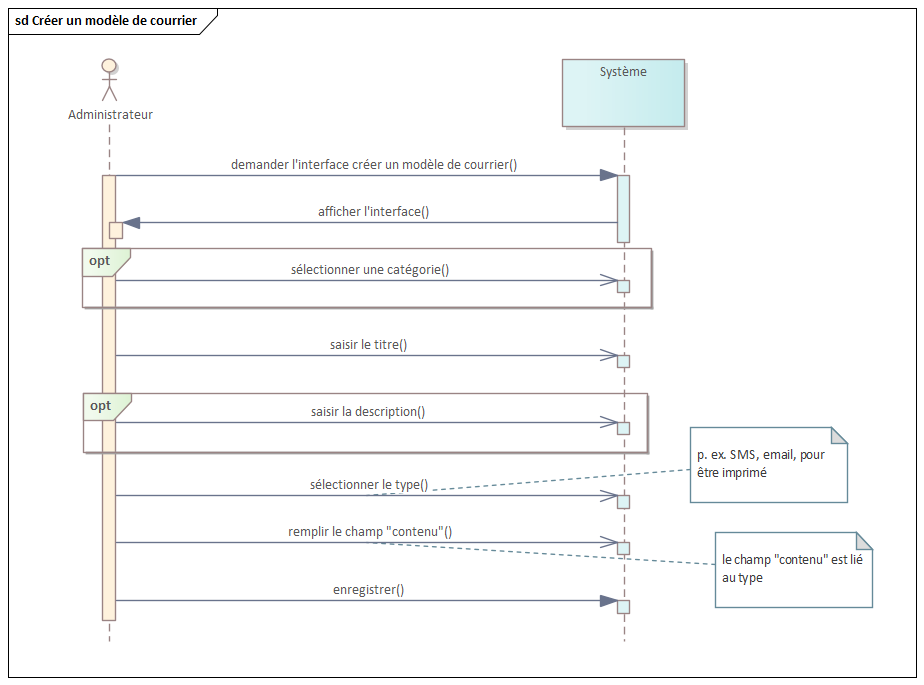 sd Créer un modèle de courrier
Système
Administrateur
demander l'interface créer un modèle de courrier()
afficher l'interface()
opt
sélectionner une catégorie()
saisir le titre()
opt
saisir la description()
p. ex. SMS, email, pour
être imprimé
sélectionner le type()
remplir le champ "contenu"()
le champ "contenu" est lié
au type
enregistrer()